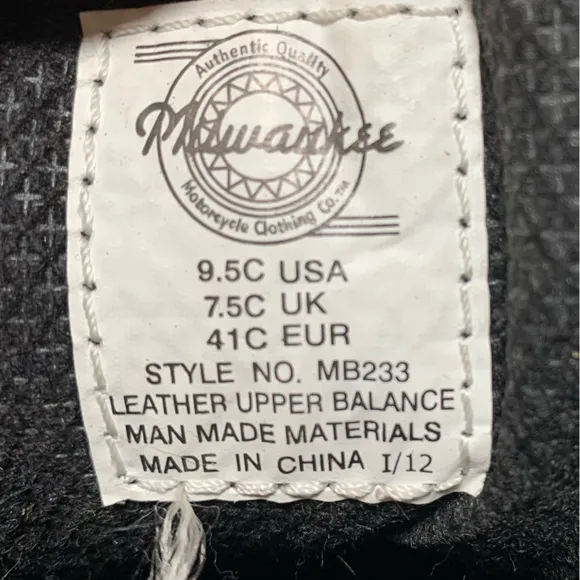 Authentic Quality
Milwaukee
Motorcycle Clothing Co.™
9.5C USA
7.5C UK
41C EUR
STYLE NO. MB233
LEATHER UPPER BALANCE
MAN MADE MATERIALS
MADE IN CHINA I/12